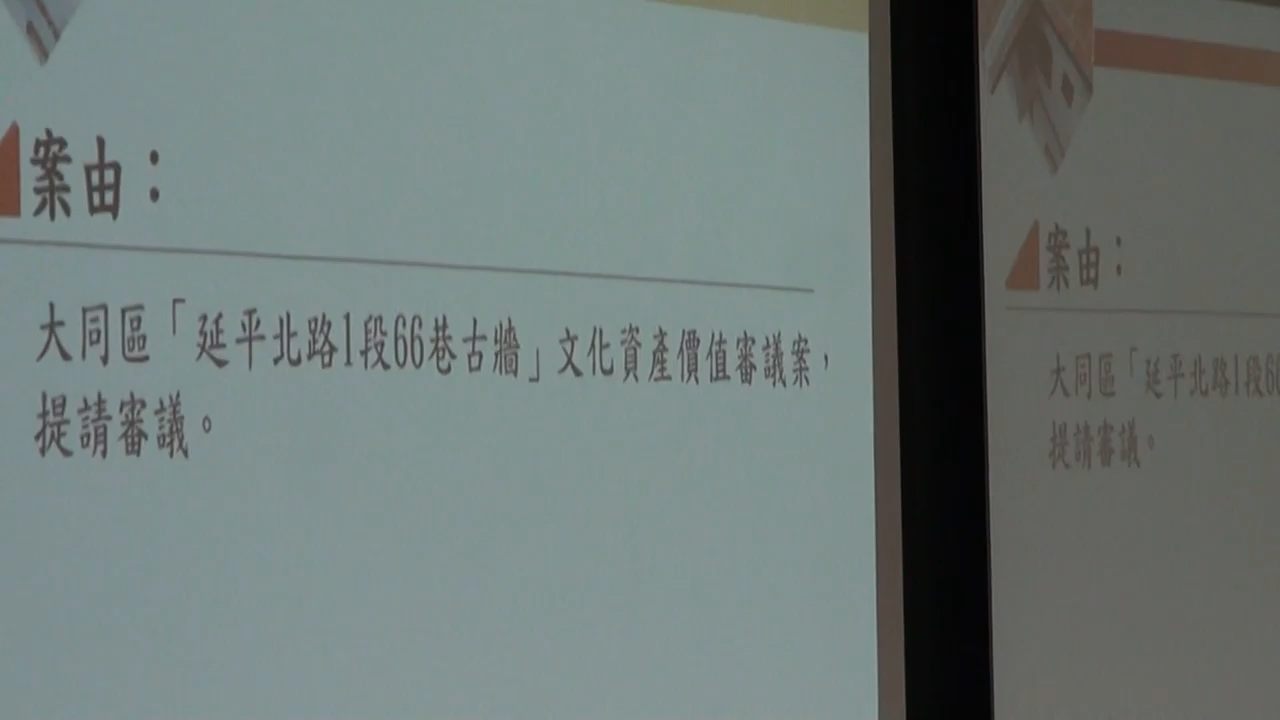 案由：
大同區「延平北路1段66巷古牆」文化資產價值審議案，
提請審議。
案由：
大同區「延平北路1段6
提請審議。